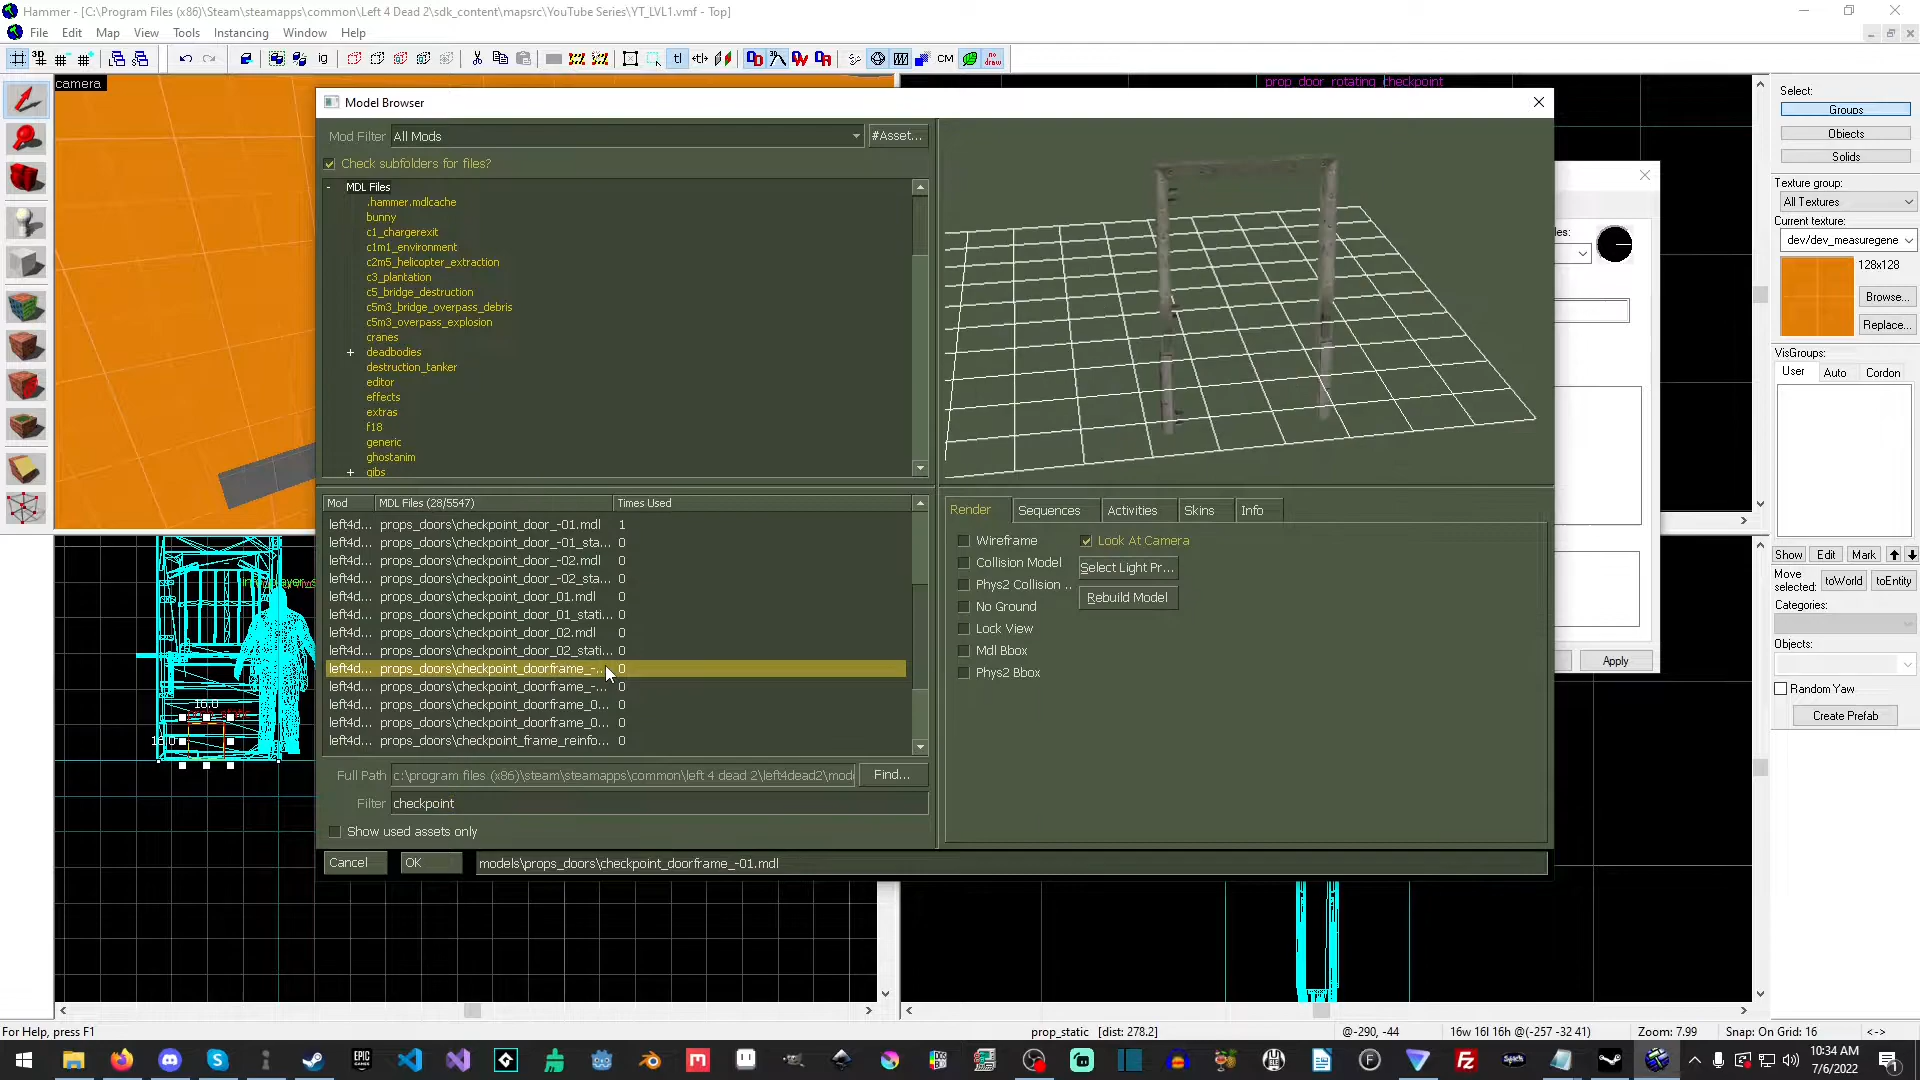 Hammer - [C:\Program Files (x86)\Steam\steamapps\common\Left 4 Dead 2\sdk_content\mapsrc\YouTube Series\YT_LVL1.vmf - Top]
File Edit Map View Tools Instancing Window Help
camera
prop_door_rotating_checkpoint
Model Browser
Mod Filter All Mods #Asset...
Check subfolders for files?
- MDL Files
.hammer.mdlcache
bunny
c1_chargerexit
c1m1_environment
c2m5_helicopter_extraction
c3_plantation
c5_bridge_destruction
c5m3_bridge_overpass_debris
c5m3_overpass_explosion
cranes
+ deadbodies
destruction_tanker
editor
effects
extras
f18
generic
ghostanim
+ gibs
Mod MDL Files (28/5547) Times Used
left4d... props_doors\checkpoint_door_-01.mdl 1
left4d... props_doors\checkpoint_door_-01_sta... 0
left4d... props_doors\checkpoint_door_-02.mdl 0
left4d... props_doors\checkpoint_door_-02_sta... 0
left4d... props_doors\checkpoint_door_01.mdl 0
left4d... props_doors\checkpoint_door_01_stati... 0
left4d... props_doors\checkpoint_door_02.mdl 0
left4d... props_doors\checkpoint_door_02_stati... 0
left4d... props_doors\checkpoint_doorframe_-... 0
left4d... props_doors\checkpoint_doorframe_-... 0
left4d... props_doors\checkpoint_doorframe_0... 0
left4d... props_doors\checkpoint_doorframe_0... 0
left4d... props_doors\checkpoint_frame_reinfo... 0
Full Path c:\program files (x86)\steam\steamapps\common\left 4 dead 2\left4dead2\mod Find...
Filter checkpoint
Show used assets only
Cancel OK models\props_doors\checkpoint_doorframe_-01.mdl
Render Sequences Activities Skins Info
Wireframe Look At Camera
Collision Model Select Light Pr...
Phys2 Collision ..
No Ground Rebuild Model
Lock View
Mdl Bbox
Phys2 Bbox
16.0
Apply
Select:
Groups
Objects
Solids
Texture group:
All Textures
Current texture:
dev/dev_measuregene
128x128
Browse...
Replace...
VisGroups:
User Auto Cordon
Show Edit Mark
Move selected: toWorld toEntity
Categories:
Objects:
Random Yaw
Create Prefab
For Help, press F1 prop_static [dist: 278.2] @-290, -44 16w 16l 16h @(-257 -32 41) Zoom: 7.99 Snap: On Grid: 16 <->
10:34 AM
7/6/2022